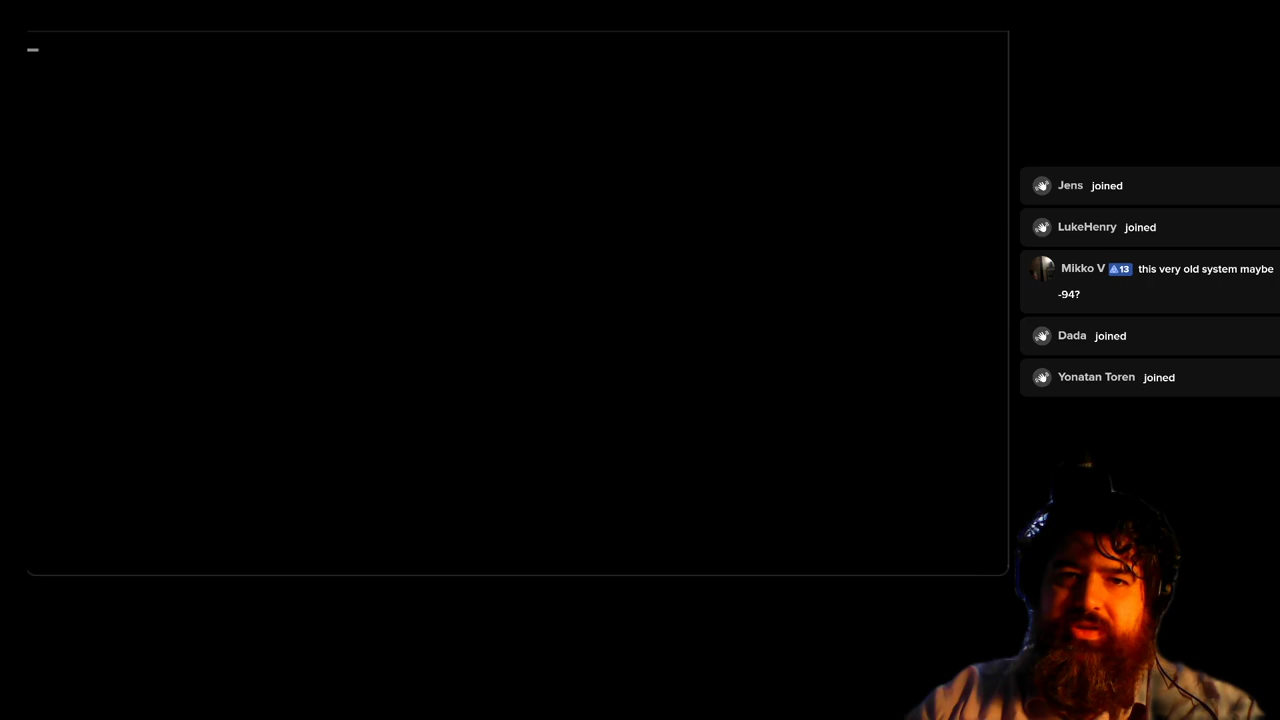 Jens joined
LukeHenry joined
Mikko V 13 this very old system maybe
-94?
Dada joined
Yonatan Toren joined